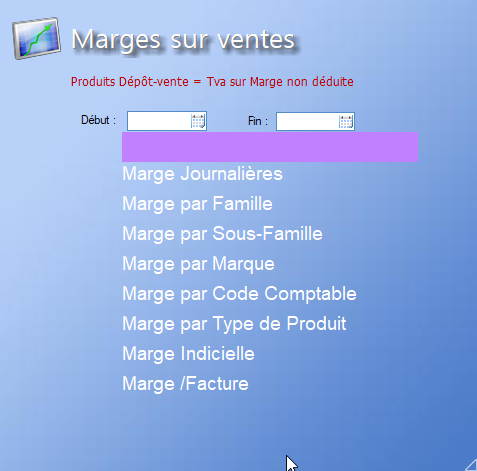 Marges sur ventes
Produits Dépôt-vente = Tva sur Marge non déduite
Début : Fin :
Marge Journalières
Marge par Famille
Marge par Sous-Famille
Marge par Marque
Marge par Code Comptable
Marge par Type de Produit
Marge Indicielle
Marge /Facture